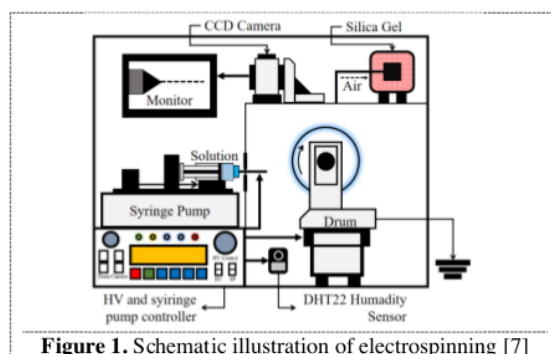 CCD Camera
Silica Gel
Monitor
Air
Solution
Syringe Pump
Drum
HV and syiringe
pump controller
DHT22 Humadity
Sensor
Figure 1. Schematic illustration of electrospinning [7]